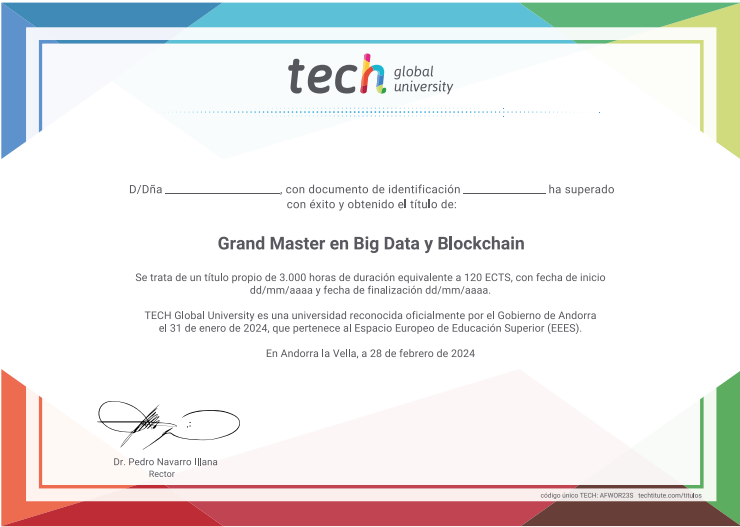 tech global university
D/Dña ____________________, con documento de identificación ______________ ha superado
con éxito y obtenido el título de:
Grand Master en Big Data y Blockchain
Se trata de un título propio de 3.000 horas de duración equivalente a 120 ECTS, con fecha de inicio
dd/mm/aaaa y fecha de finalización dd/mm/aaaa.
TECH Global University es una universidad reconocida oficialmente por el Gobierno de Andorra
el 31 de enero de 2024, que pertenece al Espacio Europeo de Educación Superior (EEES).
En Andorra la Vella, a 28 de febrero de 2024
Dr. Pedro Navarro Illana
Rector
código único TECH: AFWOR23S techtitute.com/titulos